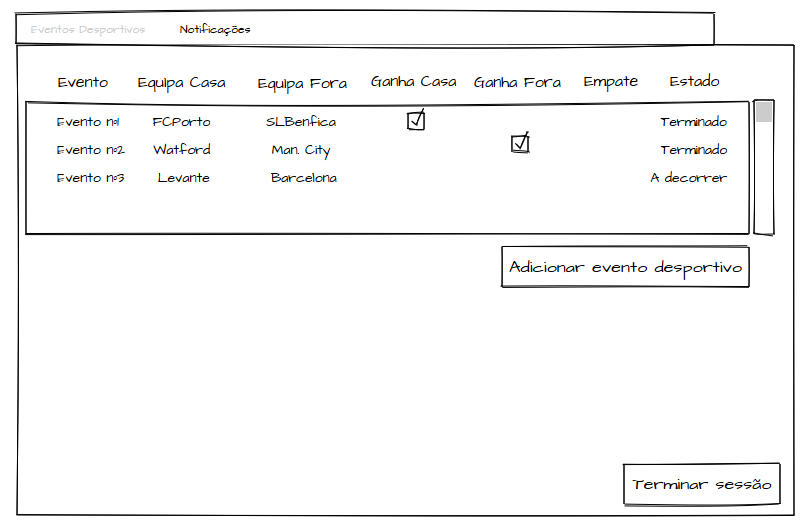 Eventos Desportivos Notificações
Evento Equipa Casa Equipa Fora Ganha Casa Ganha Fora Empate Estado
Evento nº1 FCPorto SLBenfica Terminado
Evento nº2 Watford Man. City Terminado
Evento nº3 Levante Barcelona A decorrer
Adicionar evento desportivo
Terminar sessão